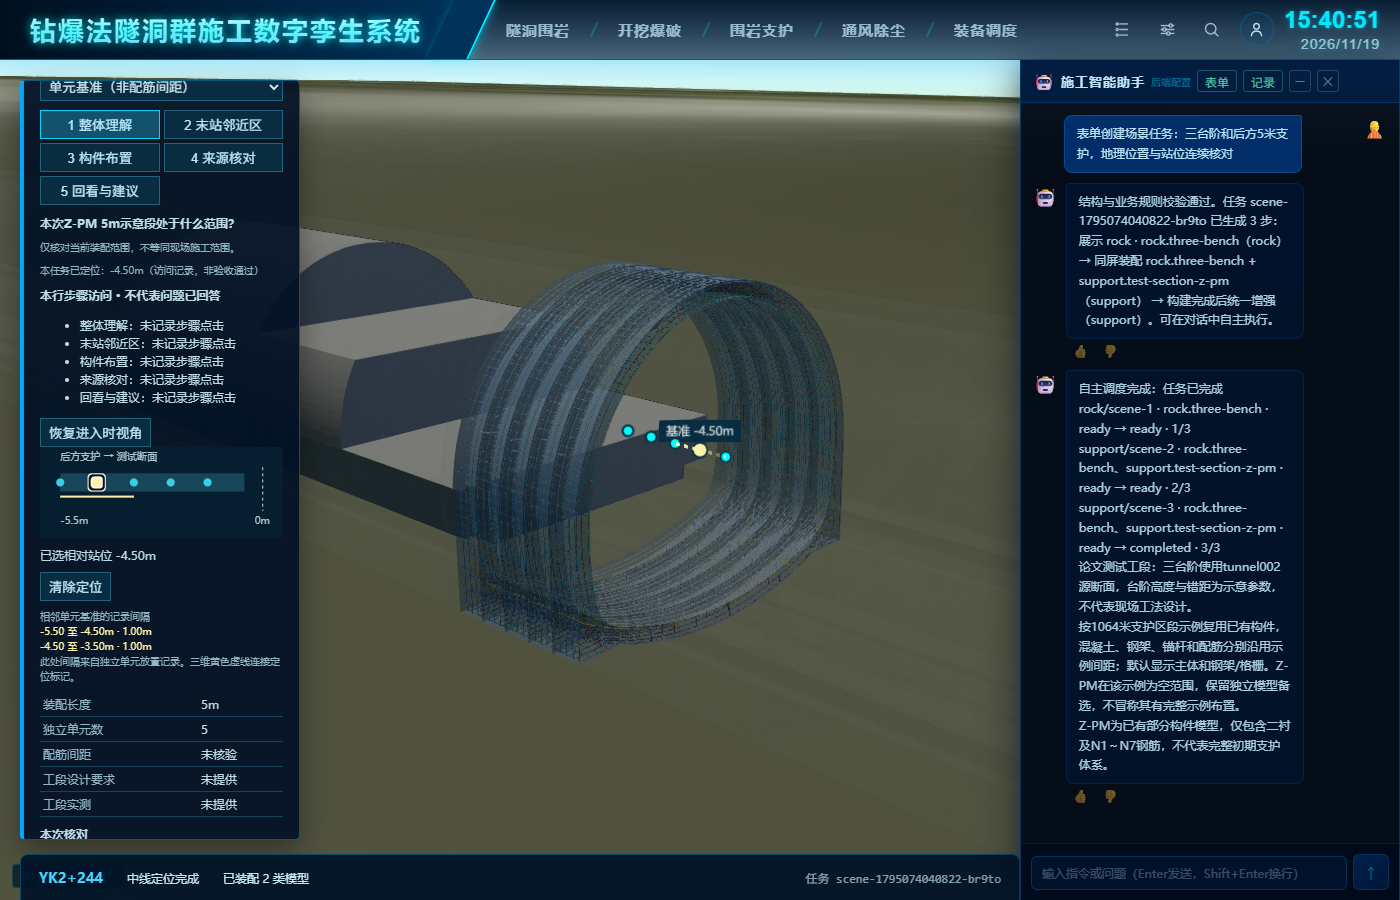 钻爆法隧洞群施工数字孪生系统
隧洞围岩 / 开挖爆破 / 围岩支护 / 通风除尘 / 装备调度
15:40:51
2026/11/19
单元基准（非配筋间距）
1 整体理解
2 末站邻近区
3 构件布置
4 来源核对
5 回看与建议
本次Z-PM 5m示意段处于什么范围?
仅核对当前装配范围，不等同现场施工范围。
本任务已定位：-4.50m（访问记录，非验收通过）
本行步骤访问 • 不代表问题已回答
整体理解：未记录步骤点击
末站邻近区：未记录步骤点击
构件布置：未记录步骤点击
来源核对：未记录步骤点击
回看与建议：未记录步骤点击
恢复进入时视角
后方支护 → 测试断面
-5.5m
0m
已选相对站位 -4.50m
清除定位
相邻单元基准的记录间隔
-5.50 至 -4.50m · 1.00m
-4.50 至 -3.50m · 1.00m
此处间隔来自独立单元放置记录。三维黄色虚线连接定
位标记。
装配长度 5m
独立单元数 5
配筋间距 未核验
工段设计要求 未提供
工段实测 未提供
本次核对
基准 -4.50m
YK2+244 中线定位完成 已装配 2 类模型
任务 scene-1795074040822-br9to
施工智能助手 后端配置 表单 记录
表单创建场景任务：三台阶和后方5米支
护，地理位置与站位连续核对
结构与业务规则校验通过。任务 scene-
1795074040822-br9to 已生成 3 步：
展示 rock · rock.three-bench（rock）
→ 同屏装配 rock.three-bench +
support.test-section-z-pm
（support） → 构建完成后统一增强
（support）。可在对话中自主执行。
自主调度完成：任务已完成
rock/scene-1 · rock.three-bench ·
ready → ready · 1/3
support/scene-2 · rock.three-
bench、support.test-section-z-pm ·
ready → ready · 2/3
support/scene-3 · rock.three-
bench、support.test-section-z-pm ·
ready → completed · 3/3
论文测试工段：三台阶使用tunnel002
源断面，台阶高度与错距为示意参数，
不代表现场工法设计。
按1064米支护区段示例复用已有构件，
混凝土、钢架、锚杆和配筋分别沿用示
例间距；默认显示主体和钢架/格栅。Z-
PM在该示例为空范围，保留独立模型备
选，不冒称其有完整示例布置。
Z-PM为已有部分构件模型，仅包含二衬
及N1～N7钢筋，不代表完整初期支护
体系。
输入指令或问题（Enter发送，Shift+Enter换行）